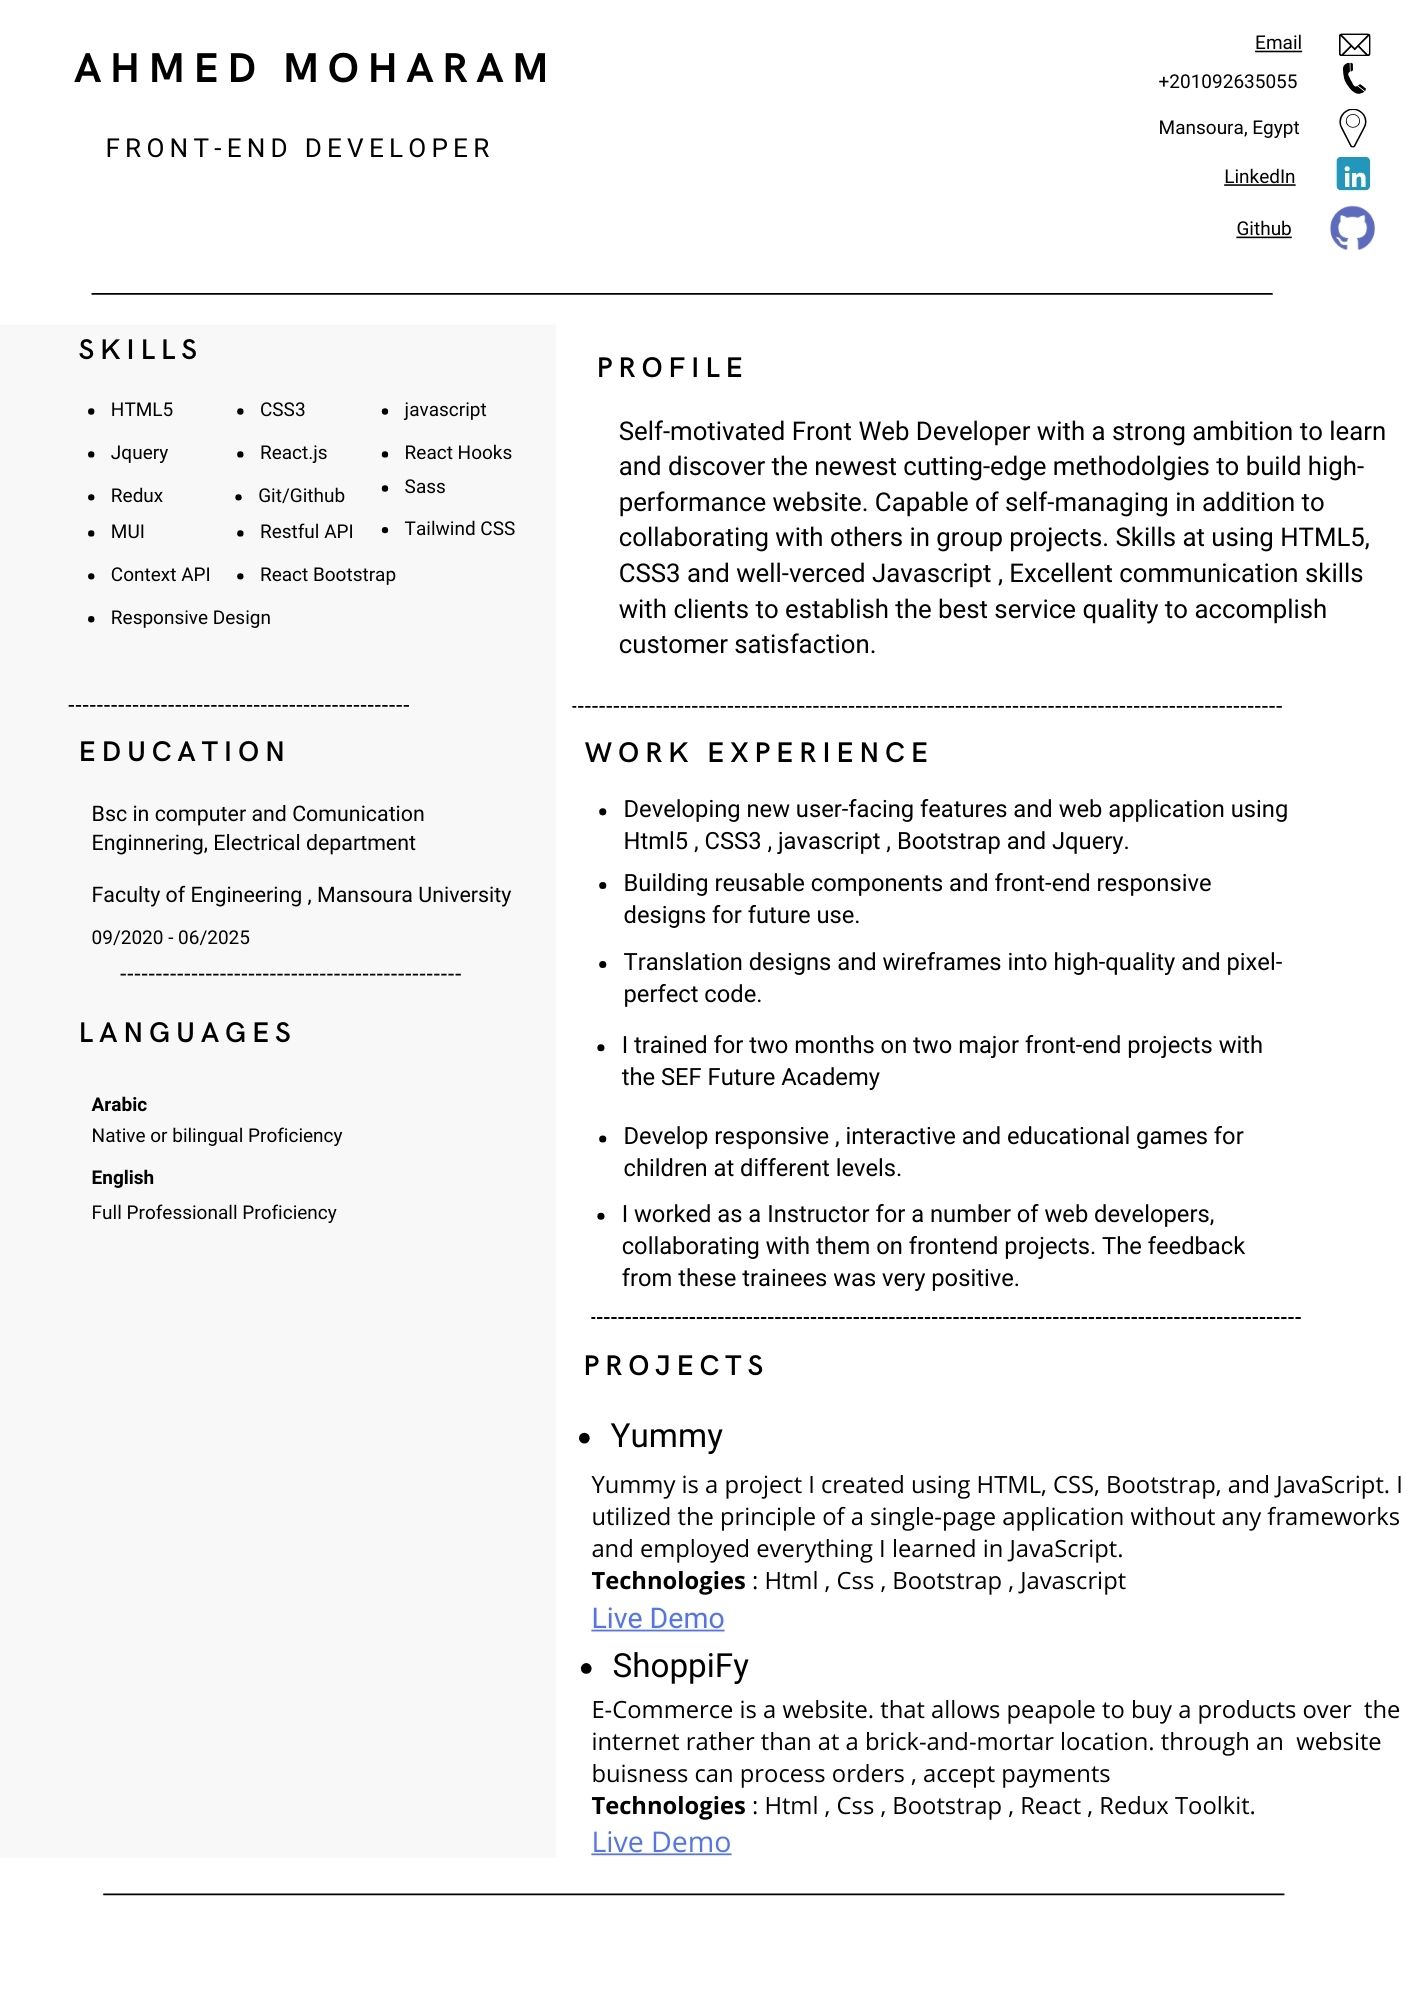 AHMED MOHARAM
FRONT-END DEVELOPER
Email
+201092635055
Mansoura, Egypt
LinkedIn
Github
SKILLS
• HTML5 • CSS3 • javascript
• Jquery • React.js • React Hooks
• Redux • Git/Github • Sass
• MUI • Restful API • Tailwind CSS
• Context API • React Bootstrap
• Responsive Design
------------------------------------------------
EDUCATION
Bsc in computer and Comunication
Enginnering, Electrical department
Faculty of Engineering , Mansoura University
09/2020 - 06/2025
------------------------------------------------
LANGUAGES
Arabic
Native or bilingual Proficiency
English
Full Professionall Proficiency
PROFILE
Self-motivated Front Web Developer with a strong ambition to learn
and discover the newest cutting-edge methodolgies to build high-
performance website. Capable of self-managing in addition to
collaborating with others in group projects. Skills at using HTML5,
CSS3 and well-verced Javascript , Excellent communication skills
with clients to establish the best service quality to accomplish
customer satisfaction.
----------------------------------------------------------------------------------------------------
WORK EXPERIENCE
• Developing new user-facing features and web application using
Html5 , CSS3 , javascript , Bootstrap and Jquery.
• Building reusable components and front-end responsive
designs for future use.
• Translation designs and wireframes into high-quality and pixel-
perfect code.
• I trained for two months on two major front-end projects with
the SEF Future Academy
• Develop responsive , interactive and educational games for
children at different levels.
• I worked as a Instructor for a number of web developers,
collaborating with them on frontend projects. The feedback
from these trainees was very positive.
----------------------------------------------------------------------------------------------------
PROJECTS
• Yummy
Yummy is a project I created using HTML, CSS, Bootstrap, and JavaScript. I
utilized the principle of a single-page application without any frameworks
and employed everything I learned in JavaScript.
Technologies : Html , Css , Bootstrap , Javascript
Live Demo
• ShoppiFy
E-Commerce is a website. that allows peapole to buy a products over the
internet rather than at a brick-and-mortar location. through an website
buisness can process orders , accept payments
Technologies : Html , Css , Bootstrap , React , Redux Toolkit.
Live Demo